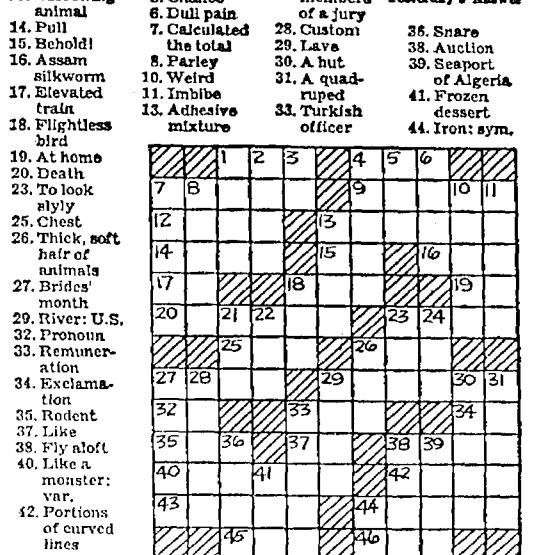 animal
14. Pull
15. Behold!
16. Assam
silkworm
17. Elevated
train
18. Flightless
bird
19. At home
20. Death
23. To look
slyly
25. Chest
26. Thick, soft
hair of
animals
27. Brides'
month
29. River: U.S.
32. Pronoun
33. Remuner-
ation
34. Exclama-
tion
35. Rodent
37. Like
38. Fly aloft
40. Like a
monster:
var.
42. Portions
of curved
lines
6. Dull pain
7. Calculated
the total
8. Parley
10. Weird
11. Imbibe
13. Adhesive
mixture
of a jury
28. Custom
29. Lava
30. A hut
31. A quad-
ruped
33. Turkish
officer
36. Snare
38. Auction
39. Seaport
of Algeria
41. Frozen
dessert
44. Iron: sym.
1 2 3 4 5 6
7 8 9 10 11
12 13
14 15 16
17 18 19
20 21 22 23 24
25 26
27 28 29 30 31
32 33 34
35 36 37 38 39
40 41 42
43 44
45 46